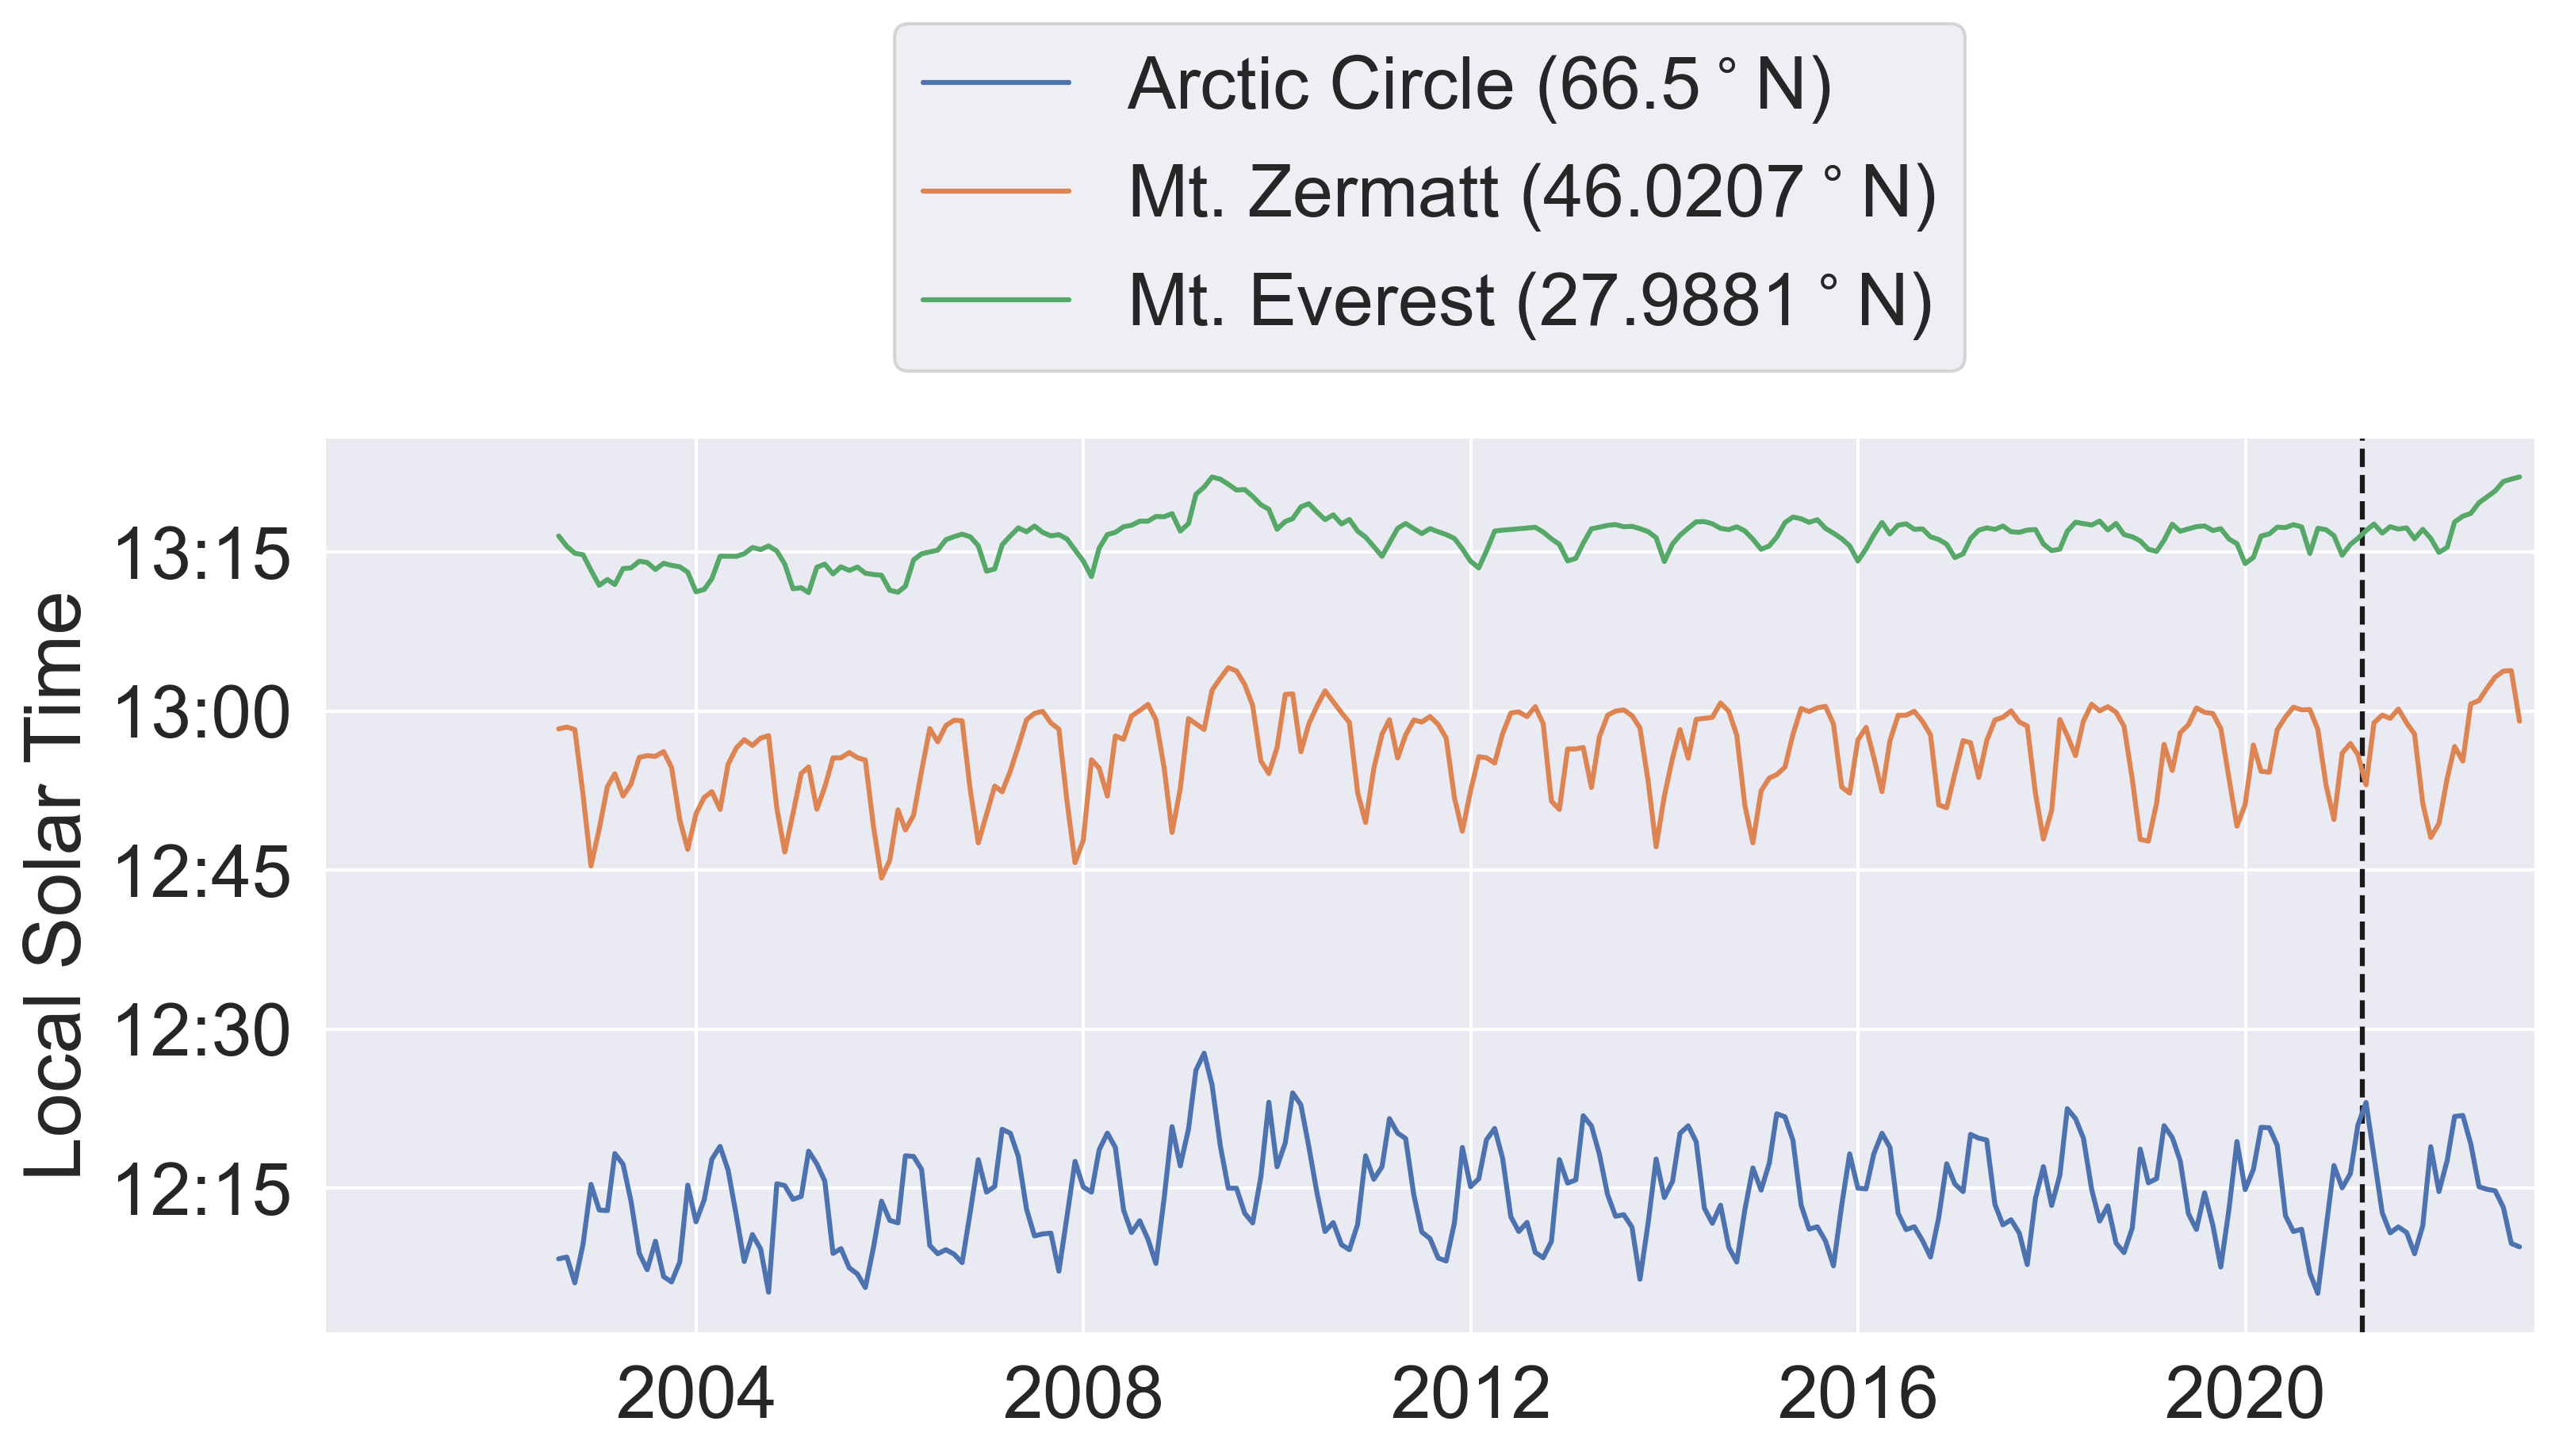 Arctic Circle (66.5°N)
Mt. Zermatt (46.0207°N)
Mt. Everest (27.9881°N)
Local Solar Time
13:15
13:00
12:45
12:30
12:15
2004
2008
2012
2016
2020